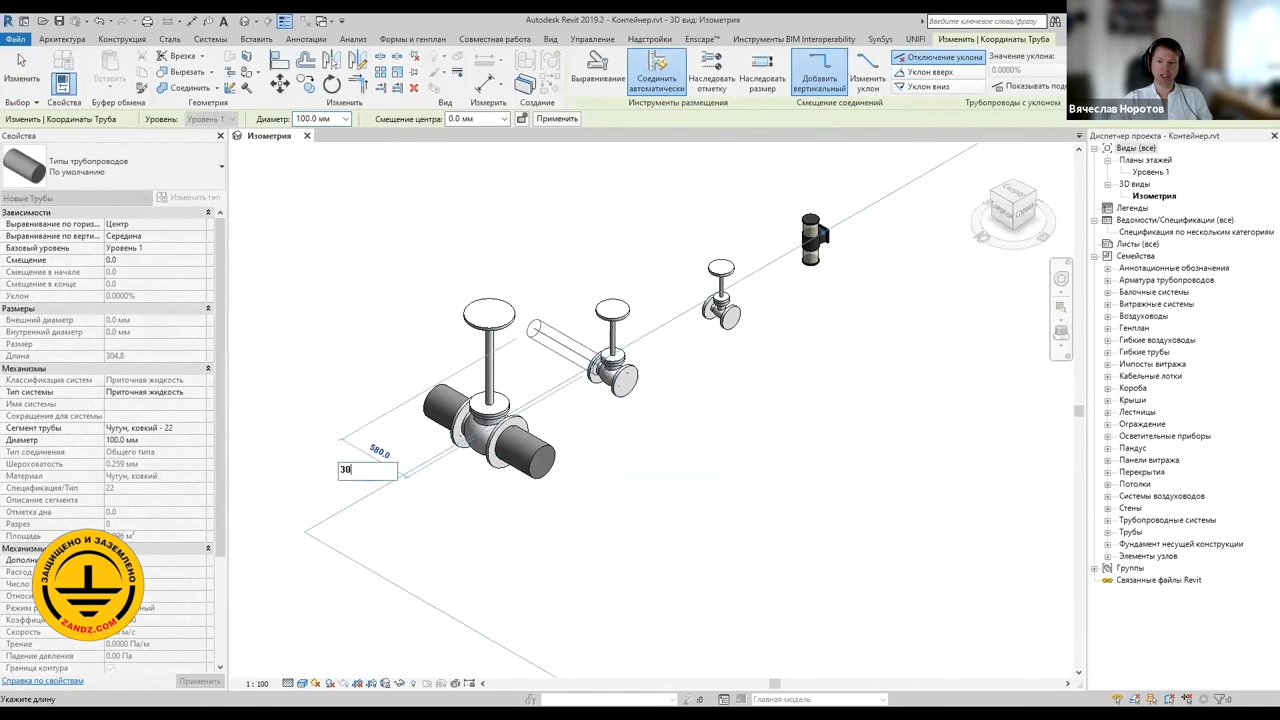 Autodesk Revit 2019.2 - Контейнер.rvt - 3D вид: Изометрия
Введите ключевое слово/фразу
Файл Архитектура Конструкция Сталь Системы Вставить Аннотации Анализ Формы и генплан Совместная работа Вид Управление Надстройки Enscape™ Инструменты BIM Interoperability SynSys UNIFI Изменить | Координаты Труба
Изменить
Вставить
Врезка
Вырезать
Соединить
Выравнивание
Соединить автоматически
Наследовать отметку
Наследовать размер
Добавить вертикальный
Изменить уклон
Отключение уклона
Уклон вверх
Уклон вниз
Значение уклона:
0.0000%
Выбор Свойства Буфер обмена Геометрия Изменить Вид Измерить Создание Инструменты размещения Смещение соединений Трубопроводы с уклоном
Вячеслав Норотов
Изменить | Координаты Труба Уровень: Уровень 1 Диаметр: 100.0 мм Смещение центра: 0.0 мм Применить
Свойства
Изометрия
Типы трубопроводов
По умолчанию
Новые Трубы
Изменить тип
Зависимости
Выравнивание по гориз... Центр
Выравнивание по верти... Середина
Базовый уровень Уровень 1
Смещение 0.0
Смещение в начале 0.0
Смещение в конце 0.0
Уклон 0.0000%
Размеры
Внешний диаметр 0.0 мм
Внутренний диаметр 0.0 мм
Размер
Длина 304.8
Механизмы
Классификация систем Приточная жидкость
Тип системы Приточная жидкость
Имя системы
Сокращение для системы
Сегмент трубы Чугун, ковкий - 22
Диаметр 100.0 мм
Тип соединения Общего типа
Шероховатость 0.259 мм
Материал Чугун, ковкий
Спецификация/Тип 22
Описание сегмента
Отметка дна 0.0
Разрез 0
Площадь
Скорость
Трение 0.0000 Па/м
Падение давления 0.00 Па
Граница контура
Справка по свойствам
Применить
ЗАЩИЩЕНО И ЗАЗЕМЛЕНО
ZANDZ.COM
580.0
30
1 : 100
Укажите длину
:0
Главная модель
:0
Диспетчер проекта - Контейнер.rvt
Виды (все)
Планы этажей
Уровень 1
3D виды
Изометрия
Легенды
Ведомости/Спецификации (все)
Спецификация по нескольким категориям
Листы (все)
Семейства
Аннотационные обозначения
Арматура трубопроводов
Балочные системы
Витражные системы
Воздуховоды
Генплан
Гибкие воздуховоды
Гибкие трубы
Импосты витража
Кабельные лотки
Короба
Крыши
Лестницы
Ограждение
Осветительные приборы
Пандус
Панели витража
Перекрытия
Потолки
Системы воздуховодов
Стены
Трубопроводные системы
Трубы
Фундамент несущей конструкции
Элементы узлов
Группы
Связанные файлы Revit